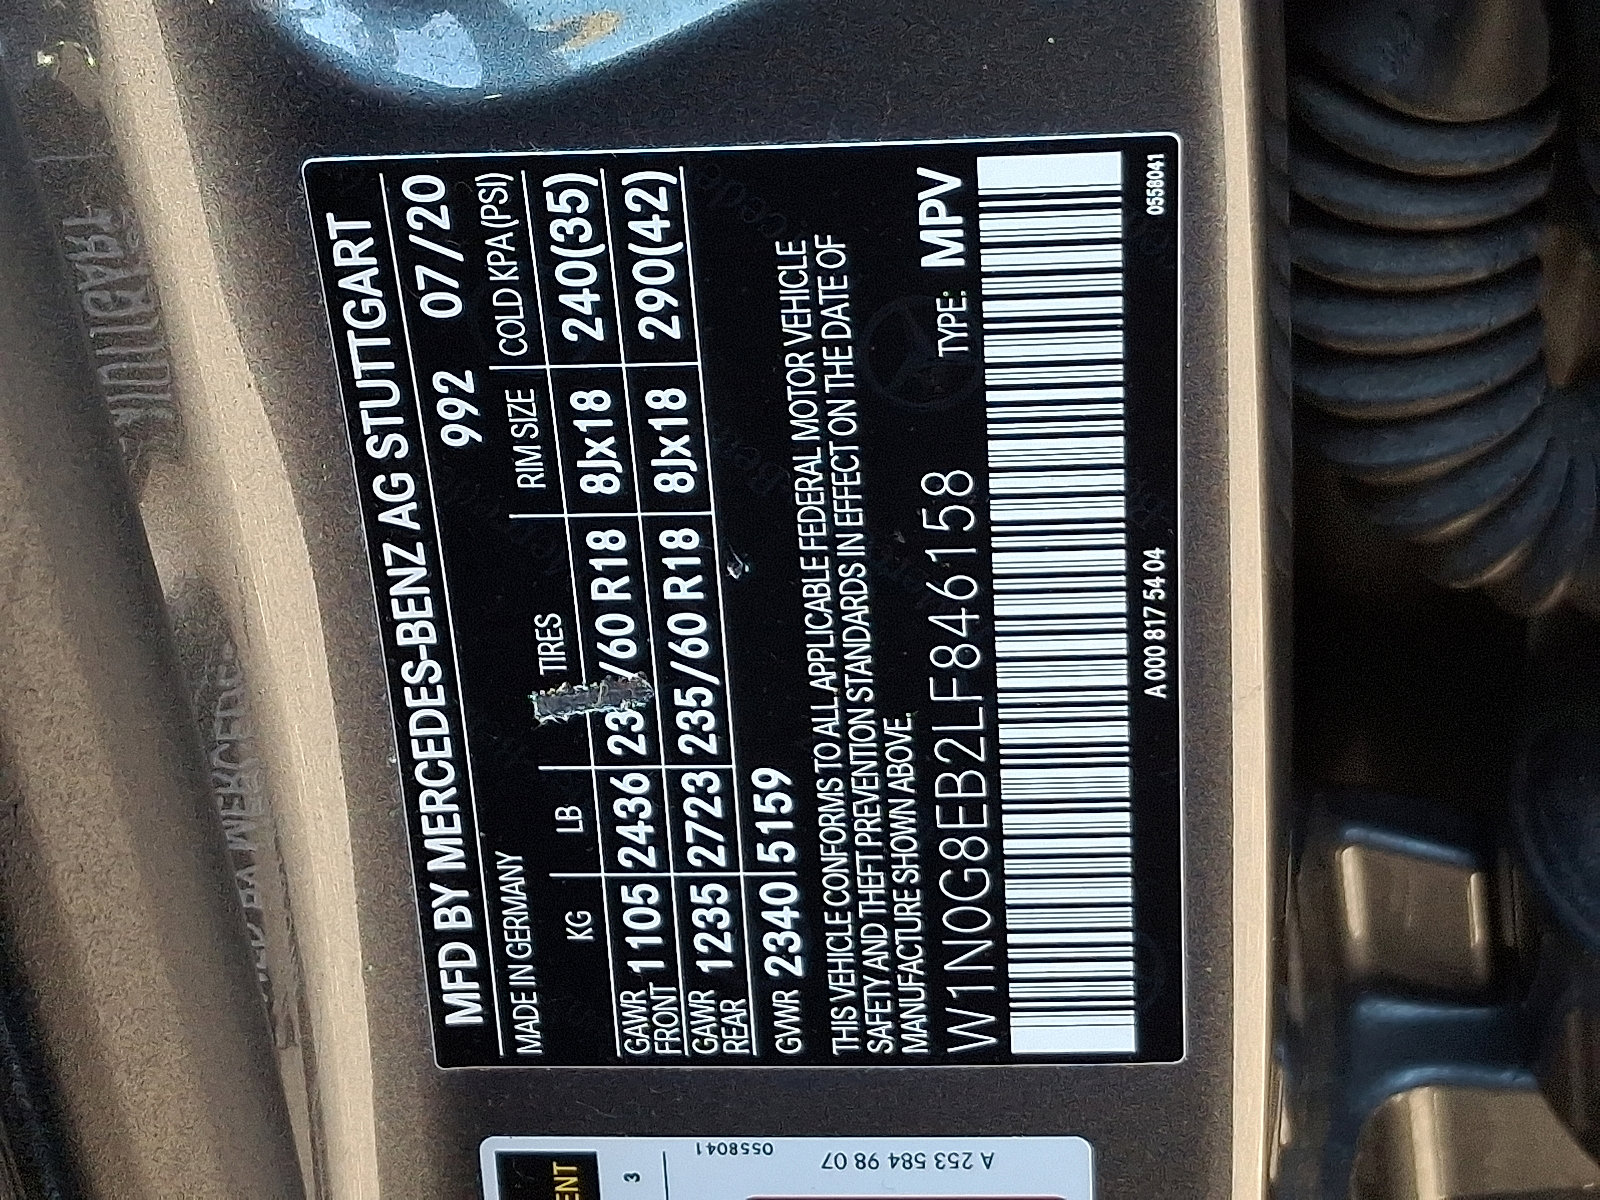 MFD BY MERCEDES-BENZ AG STUTTGART
MADE IN GERMANY 992 07/20
KG LB TIRES RIM SIZE COLD KPA(PSI)
GAWR FRONT 1105 2436 23 /60 R18 8Jx18 240(35)
GAWR REAR 1235 2723 235/60 R18 8Jx18 290(42)
GVWR 2340 5159
THIS VEHICLE CONFORMS TO ALL APPLICABLE FEDERAL MOTOR VEHICLE
SAFETY AND THEFT PREVENTION STANDARDS IN EFFECT ON THE DATE OF
MANUFACTURE SHOWN ABOVE.
W1N0G8EB2LF846158 TYPE: MPV
A 000 817 54 04 0558041
A 253 584 98 07
0558041
3
ENT